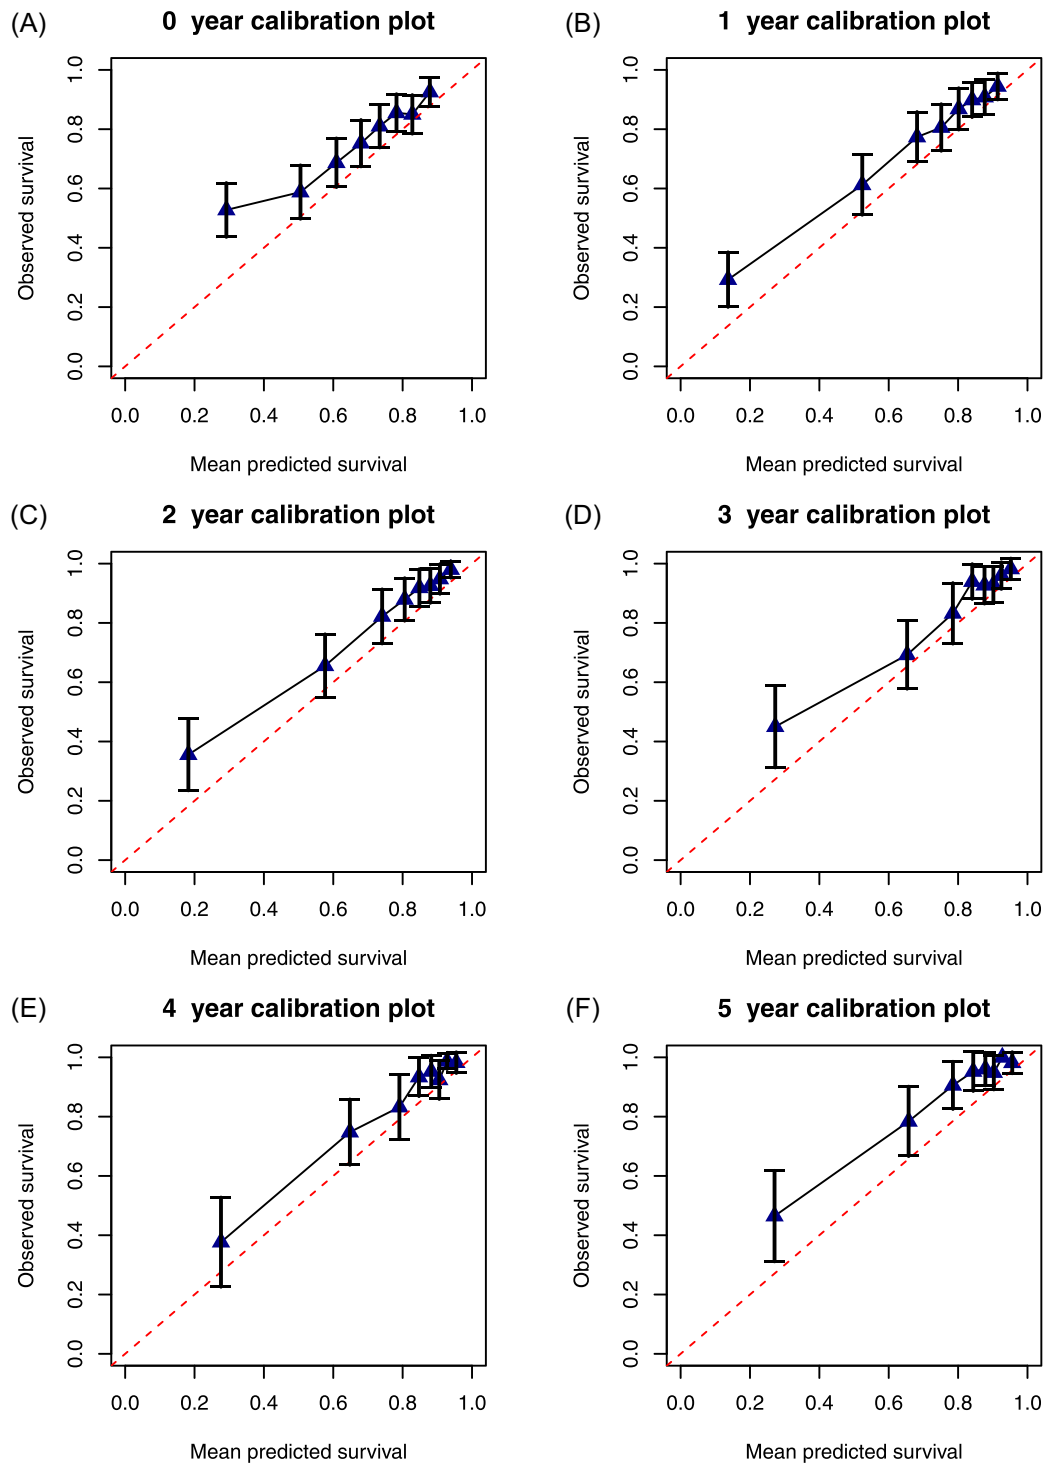 (A) 0 year calibration plot
Observed survival
1.0
0.8
0.6
0.4
0.2
0.0
0.0 0.2 0.4 0.6 0.8 1.0
Mean predicted survival
(B) 1 year calibration plot
Observed survival
1.0
0.8
0.6
0.4
0.2
0.0
0.0 0.2 0.4 0.6 0.8 1.0
Mean predicted survival
(C) 2 year calibration plot
Observed survival
1.0
0.8
0.6
0.4
0.2
0.0
0.0 0.2 0.4 0.6 0.8 1.0
Mean predicted survival
(D) 3 year calibration plot
Observed survival
1.0
0.8
0.6
0.4
0.2
0.0
0.0 0.2 0.4 0.6 0.8 1.0
Mean predicted survival
(E) 4 year calibration plot
Observed survival
1.0
0.8
0.6
0.4
0.2
0.0
0.0 0.2 0.4 0.6 0.8 1.0
Mean predicted survival
(F) 5 year calibration plot
Observed survival
1.0
0.8
0.6
0.4
0.2
0.0
0.0 0.2 0.4 0.6 0.8 1.0
Mean predicted survival